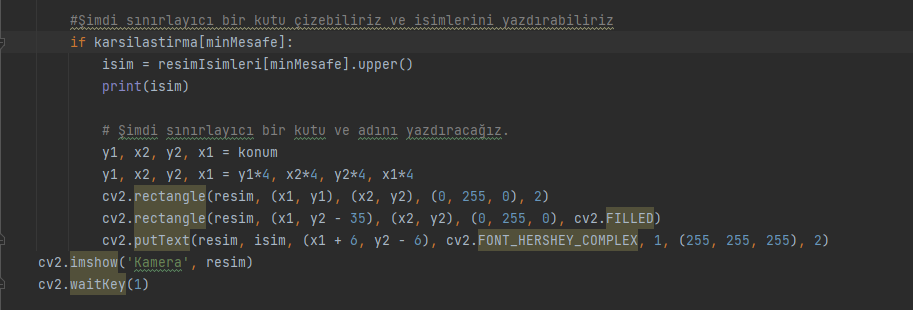 #Şimdi sınırlayıcı bir kutu çizebiliriz ve isimlerini yazdırabiliriz
if karsilastirma[minMesafe]:
isim = resimIsimleri[minMesafe].upper()
print(isim)
# Şimdi sınırlayıcı bir kutu ve adını yazdıracağız.
y1, x2, y2, x1 = konum
y1, x2, y2, x1 = y1*4, x2*4, y2*4, x1*4
cv2.rectangle(resim, (x1, y1), (x2, y2), (0, 255, 0), 2)
cv2.rectangle(resim, (x1, y2 - 35), (x2, y2), (0, 255, 0), cv2.FILLED)
cv2.putText(resim, isim, (x1 + 6, y2 - 6), cv2.FONT_HERSHEY_COMPLEX, 1, (255, 255, 255), 2)
cv2.imshow('Kamera', resim)
cv2.waitKey(1)